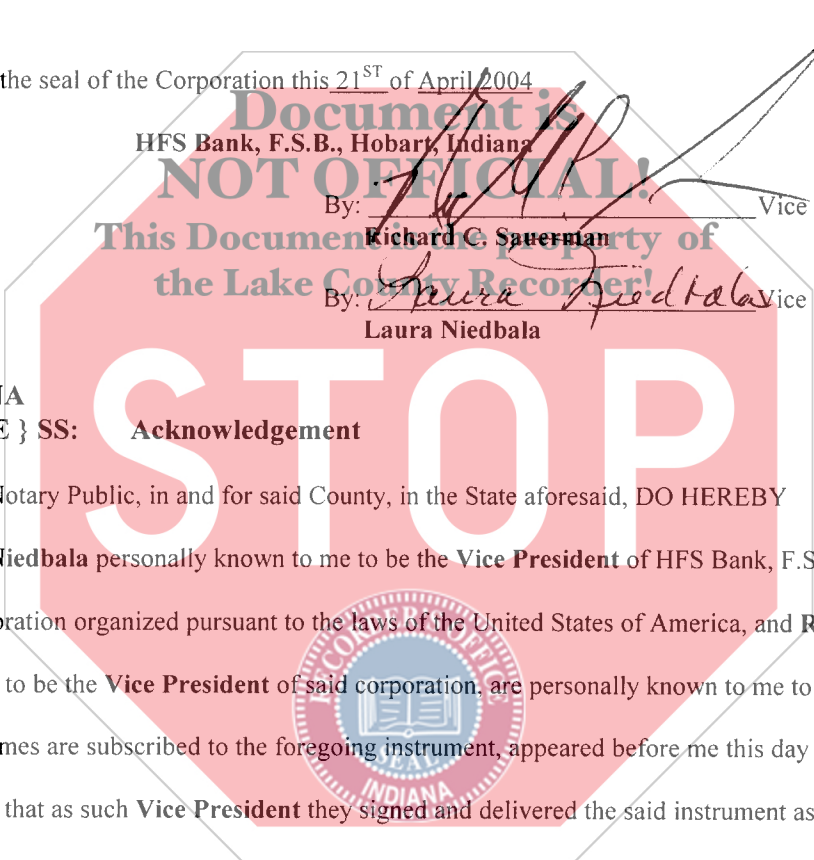 the seal of the Corporation this 21ST of April 2004
Document is
HFS Bank, F.S.B., Hobart, Indiana
NOT OFFICIAL!
By: Vice
This Document is the property of
Richard C. Sauerman
the Lake County Recorder!
By: Laura Niedbala Vice
Laura Niedbala
STOP
NA
E } SS: Acknowledgement
Notary Public, in and for said County, in the State aforesaid, DO HEREBY
Niedbala personally known to me to be the Vice President of HFS Bank, F.S
oration organized pursuant to the laws of the United States of America, and R
to be the Vice President of said corporation, are personally known to me to
mes are subscribed to the foregoing instrument, appeared before me this day
that as such Vice President they signed and delivered the said instrument as
RECORDER'S OFFICE
SEAL
INDIANA